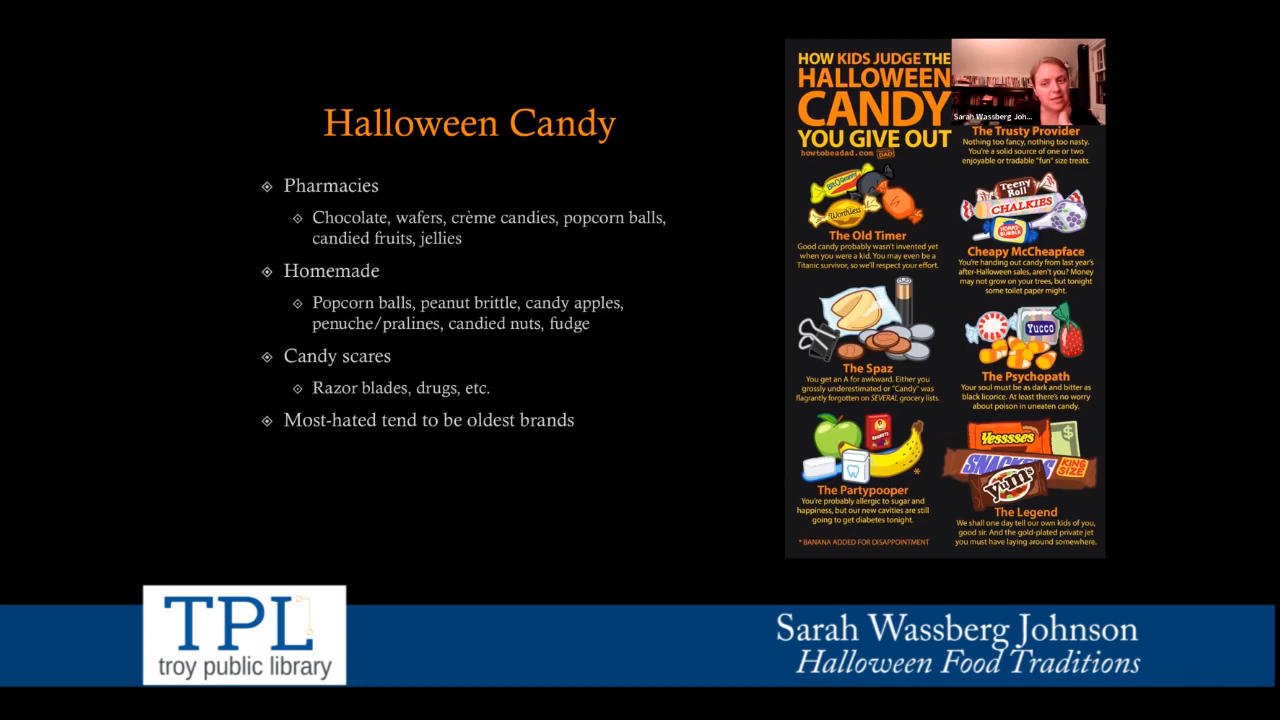 Halloween Candy
Pharmacies
Chocolate, wafers, crème candies, popcorn balls,
candied fruits, jellies
Homemade
Popcorn balls, peanut brittle, candy apples,
penuche/pralines, candied nuts, fudge
Candy scares
Razor blades, drugs, etc.
Most-hated tend to be oldest brands
HOW KIDS JUDGE THE
HALLOWEEN
CANDY
YOU GIVE OUT
howtobeadad.com
DAD
Sarah Wassberg Joh...
The Trusty Provider
Nothing too fancy, nothing too nasty.
You're a solid source of one or two
enjoyable or tradable "fun" size treats.
Worthless
The Old Timer
Good candy probably wasn't invented yet
when you were a kid. You may even be a
Titanic survivor, so we'll respect your effort.
Teeny
Roll
CHALKIES
Cheapy McCheapface
You're handing out candy from last year's
after-Halloween sales, aren't you? Money
may not grow on your trees, but tonight
some toilet paper might.
The Spaz
You get an A for awkward. Either you
grossly underestimated or "Candy" was
flagrantly forgotten on SEVERAL grocery lists.
Yucco
The Psychopath
Your soul must be as dark and bitter as
black licorice. At least there's no worry
about poison in uneaten candy.
*
The Partypooper
You're probably allergic to sugar and
happiness, but our new cavities are still
going to get diabetes tonight.
* BANANA ADDED FOR DISAPPOINTMENT
Yesssses
$
SNACKERS
KING
SIZE
Yum's
The Legend
We shall one day tell our own kids of you,
good sir. And the gold-plated private jet
you must have laying around somewhere.
TPL
troy public library
Sarah Wassberg Johnson
Halloween Food Traditions